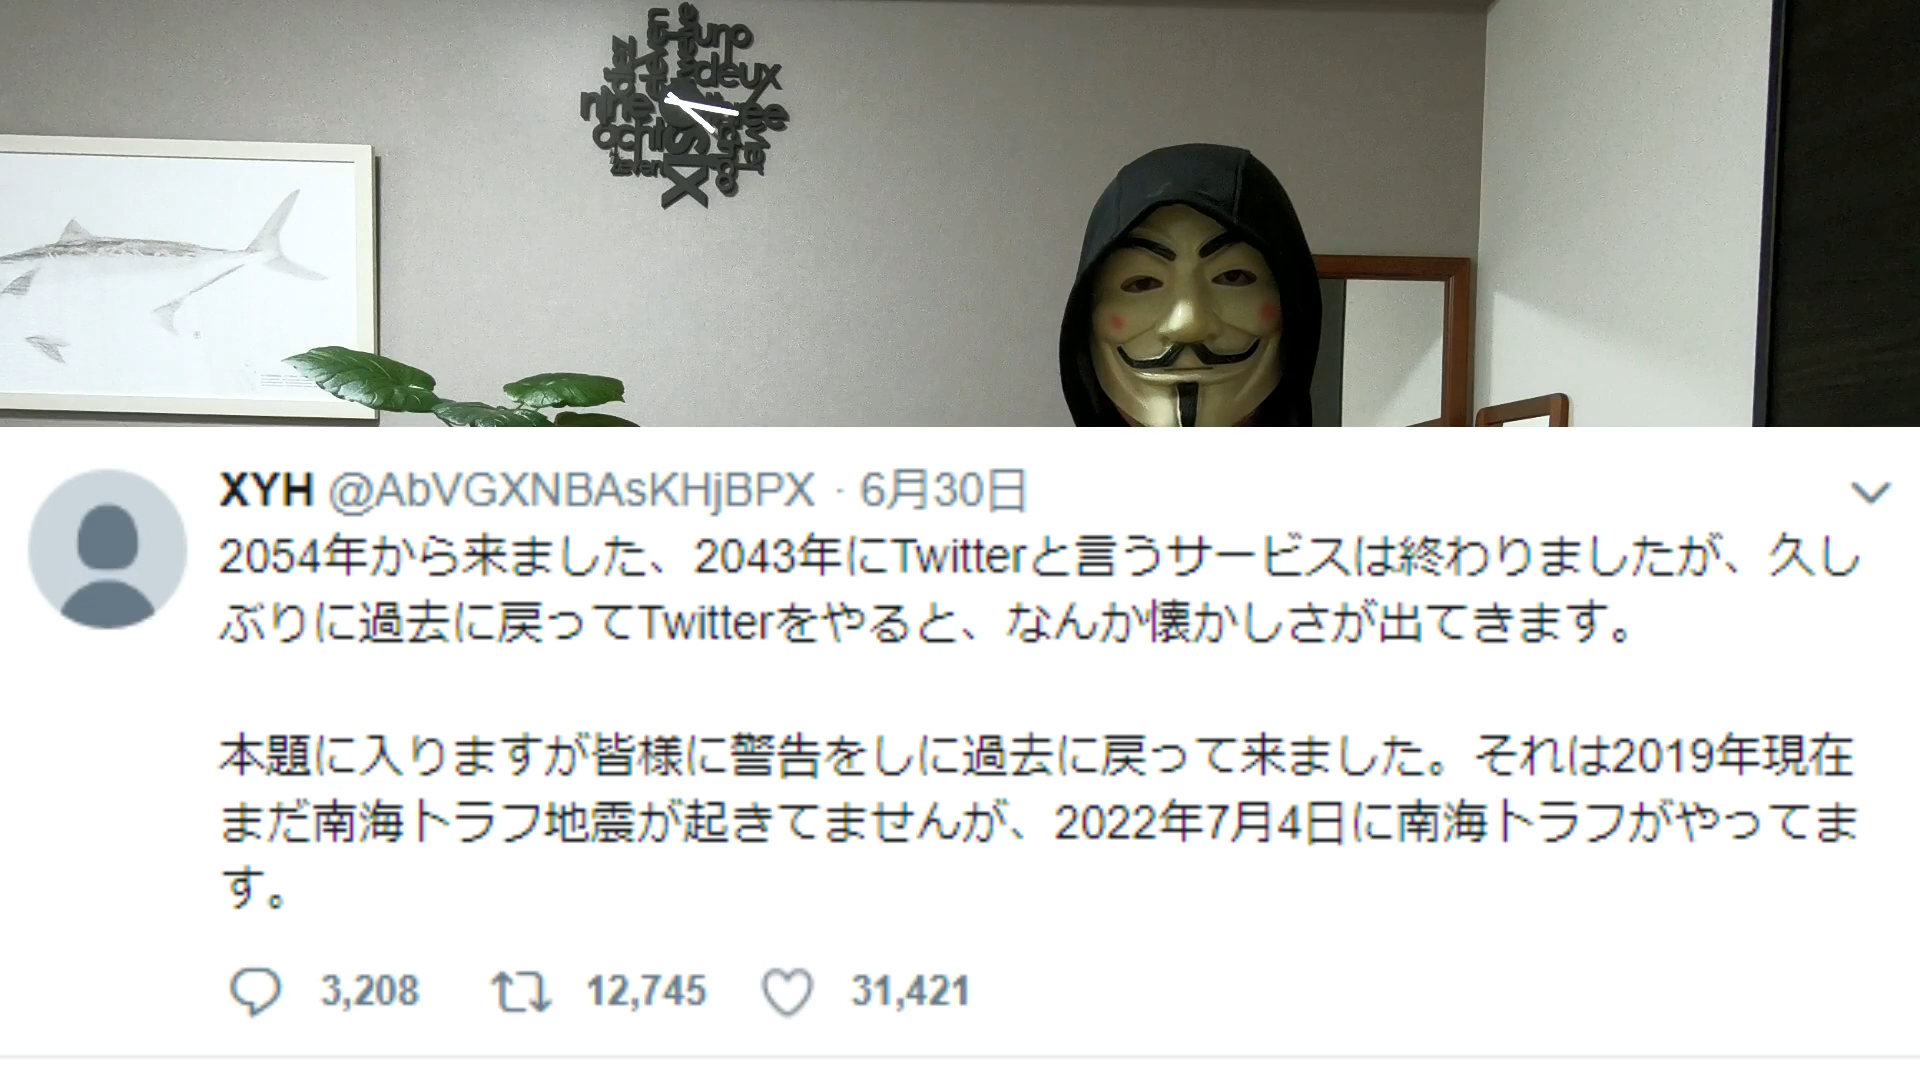 uno
deux
nine
XYH @AbVGXNBAsKHjBPX · 6月30日
2054年から来ました、2043年にTwitterと言うサービスは終わりましたが、久し
ぶりに過去に戻ってTwitterをやると、なんか懐かしさが出てきます。
本題に入りますが皆様に警告をしに過去に戻って来ました。それは2019年現在
まだ南海トラフ地震が起きてませんが、2022年7月4日に南海トラフがやってま
す。
3,208 12,745 31,421